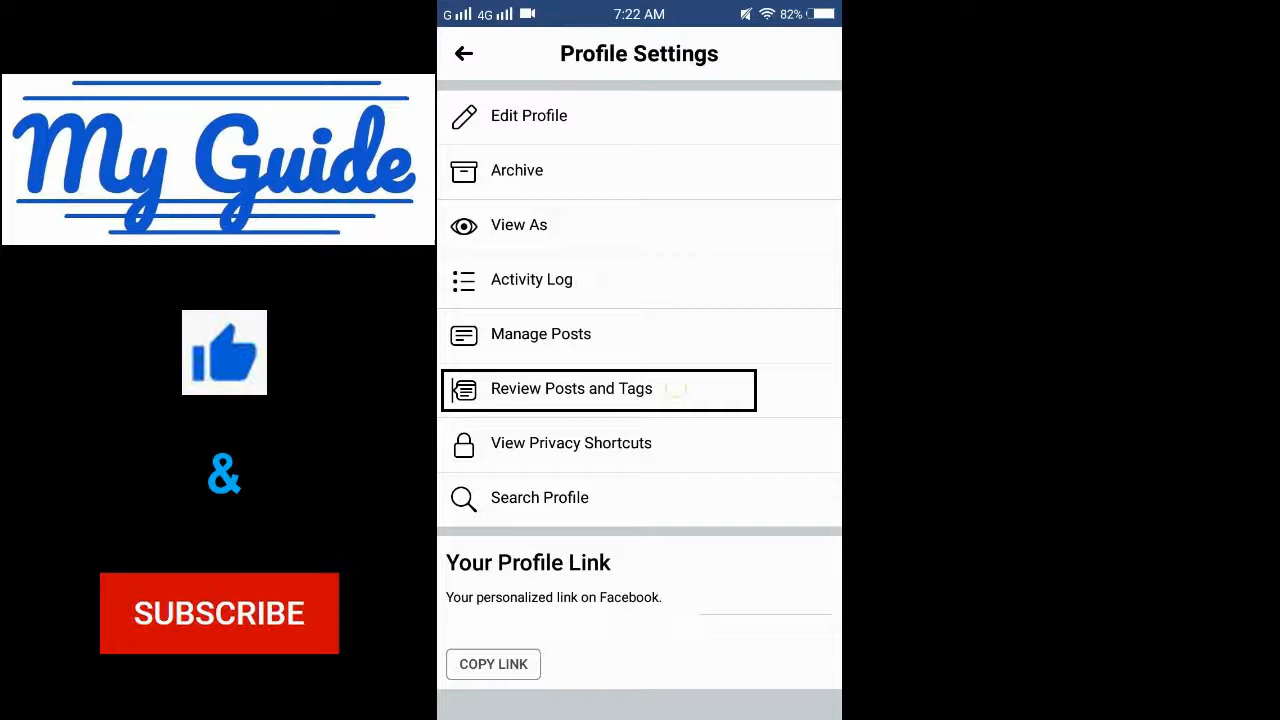 G 4G 7:22 AM 82%
Profile Settings
My Guide
Edit Profile
Archive
View As
Activity Log
Manage Posts
Review Posts and Tags
&
View Privacy Shortcuts
Search Profile
Your Profile Link
Your personalized link on Facebook.
SUBSCRIBE
COPY LINK